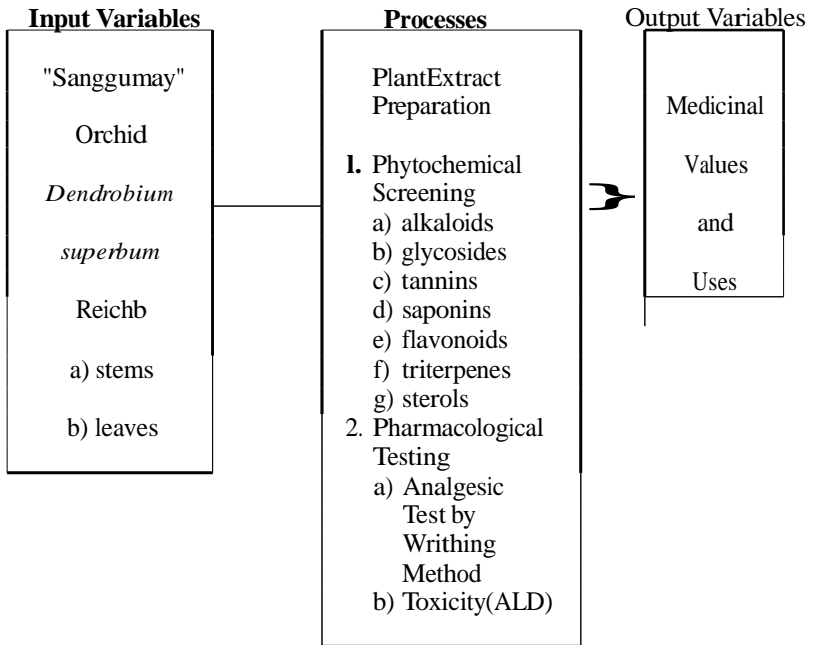 Input Variables
"Sanggumay"
Orchid
Dendrobium
superbum
Reichb
a) stems
b) leaves
Processes
PlantExtract
Preparation
l. Phytochemical
Screening
a) alkaloids
b) glycosides
c) tannins
d) saponins
e) flavonoids
f) triterpenes
g) sterols
2. Pharmacological
Testing
a) Analgesic
Test by
Writhing
Method
b) Toxicity(ALD)
Output Variables
Medicinal
Values
and
Uses